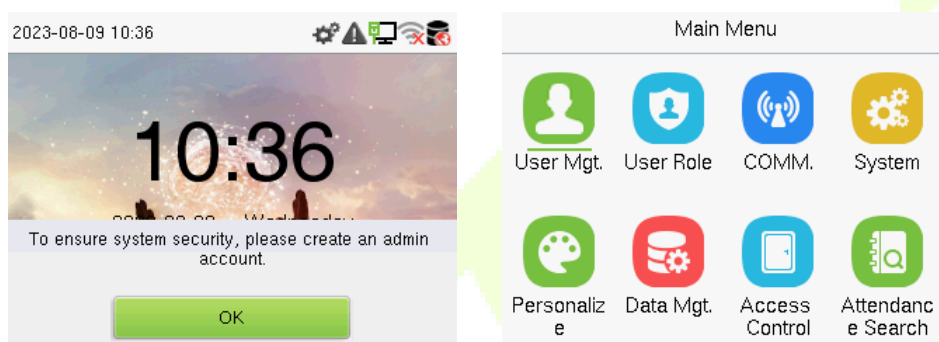 2023-08-09 10:36
10:36
To ensure system security, please create an admin
account.
OK
Main Menu
User Mgt.
User Role
COMM.
System
Personaliz
e
Data Mgt.
Access
Control
Attendanc
e Search